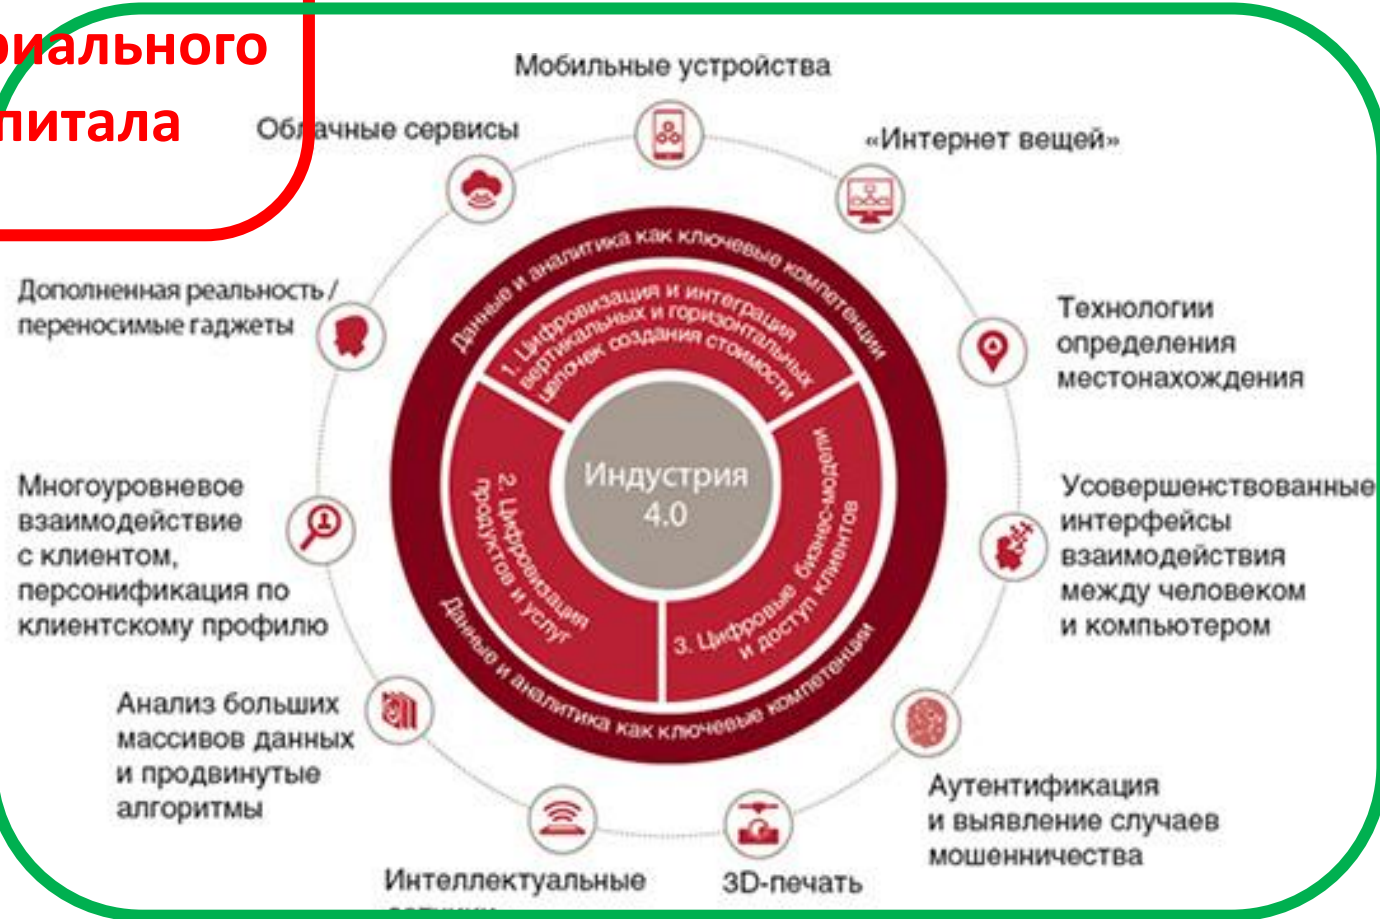 риального
питала
Мобильные устройства
Облачные сервисы
«Интернет вещей»
Дополненная реальность /
переносимые гаджеты
Технологии
определения
местонахождения
Многоуровневое
взаимодействие
с клиентом,
персонификация по
клиентскому профилю
Усовершенствованные
интерфейсы
взаимодействия
между человеком
и компьютером
Анализ больших
массивов данных
и продвинутые
алгоритмы
Аутентификация
и выявление случаев
мошенничества
Интеллектуальные
3D-печать
Данные и аналитика как ключевые компетенции
1. Цифровизация и интеграция
вертикальных и горизонтальных
цепочек создания стоимости
Индустрия
4.0
2. Цифровизация
продуктов и услуг
3. Цифровые бизнес-модели
и доступ клиентов
Данные и аналитика как ключевые компетенции